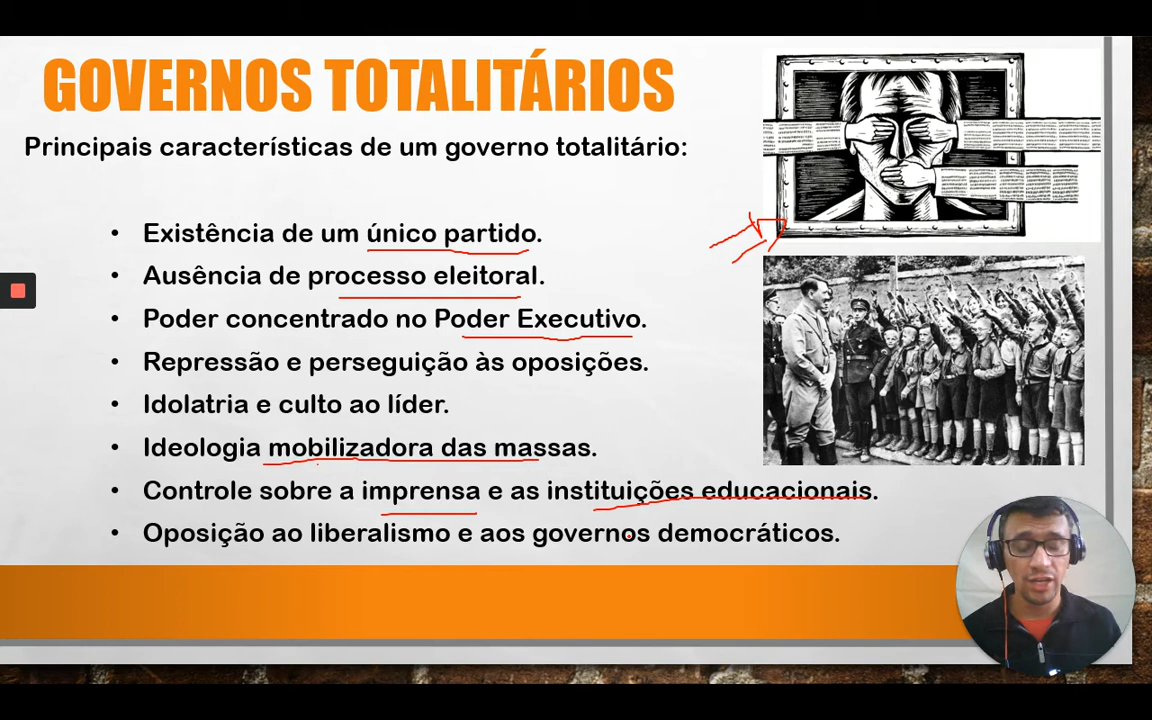 GOVERNOS TOTALITÁRIOS
Principais características de um governo totalitário:
• Existência de um único partido.
• Ausência de processo eleitoral.
• Poder concentrado no Poder Executivo.
• Repressão e perseguição às oposições.
• Idolatria e culto ao líder.
• Ideologia mobilizadora das massas.
• Controle sobre a imprensa e as instituições educacionais.
• Oposição ao liberalismo e aos governos democráticos.